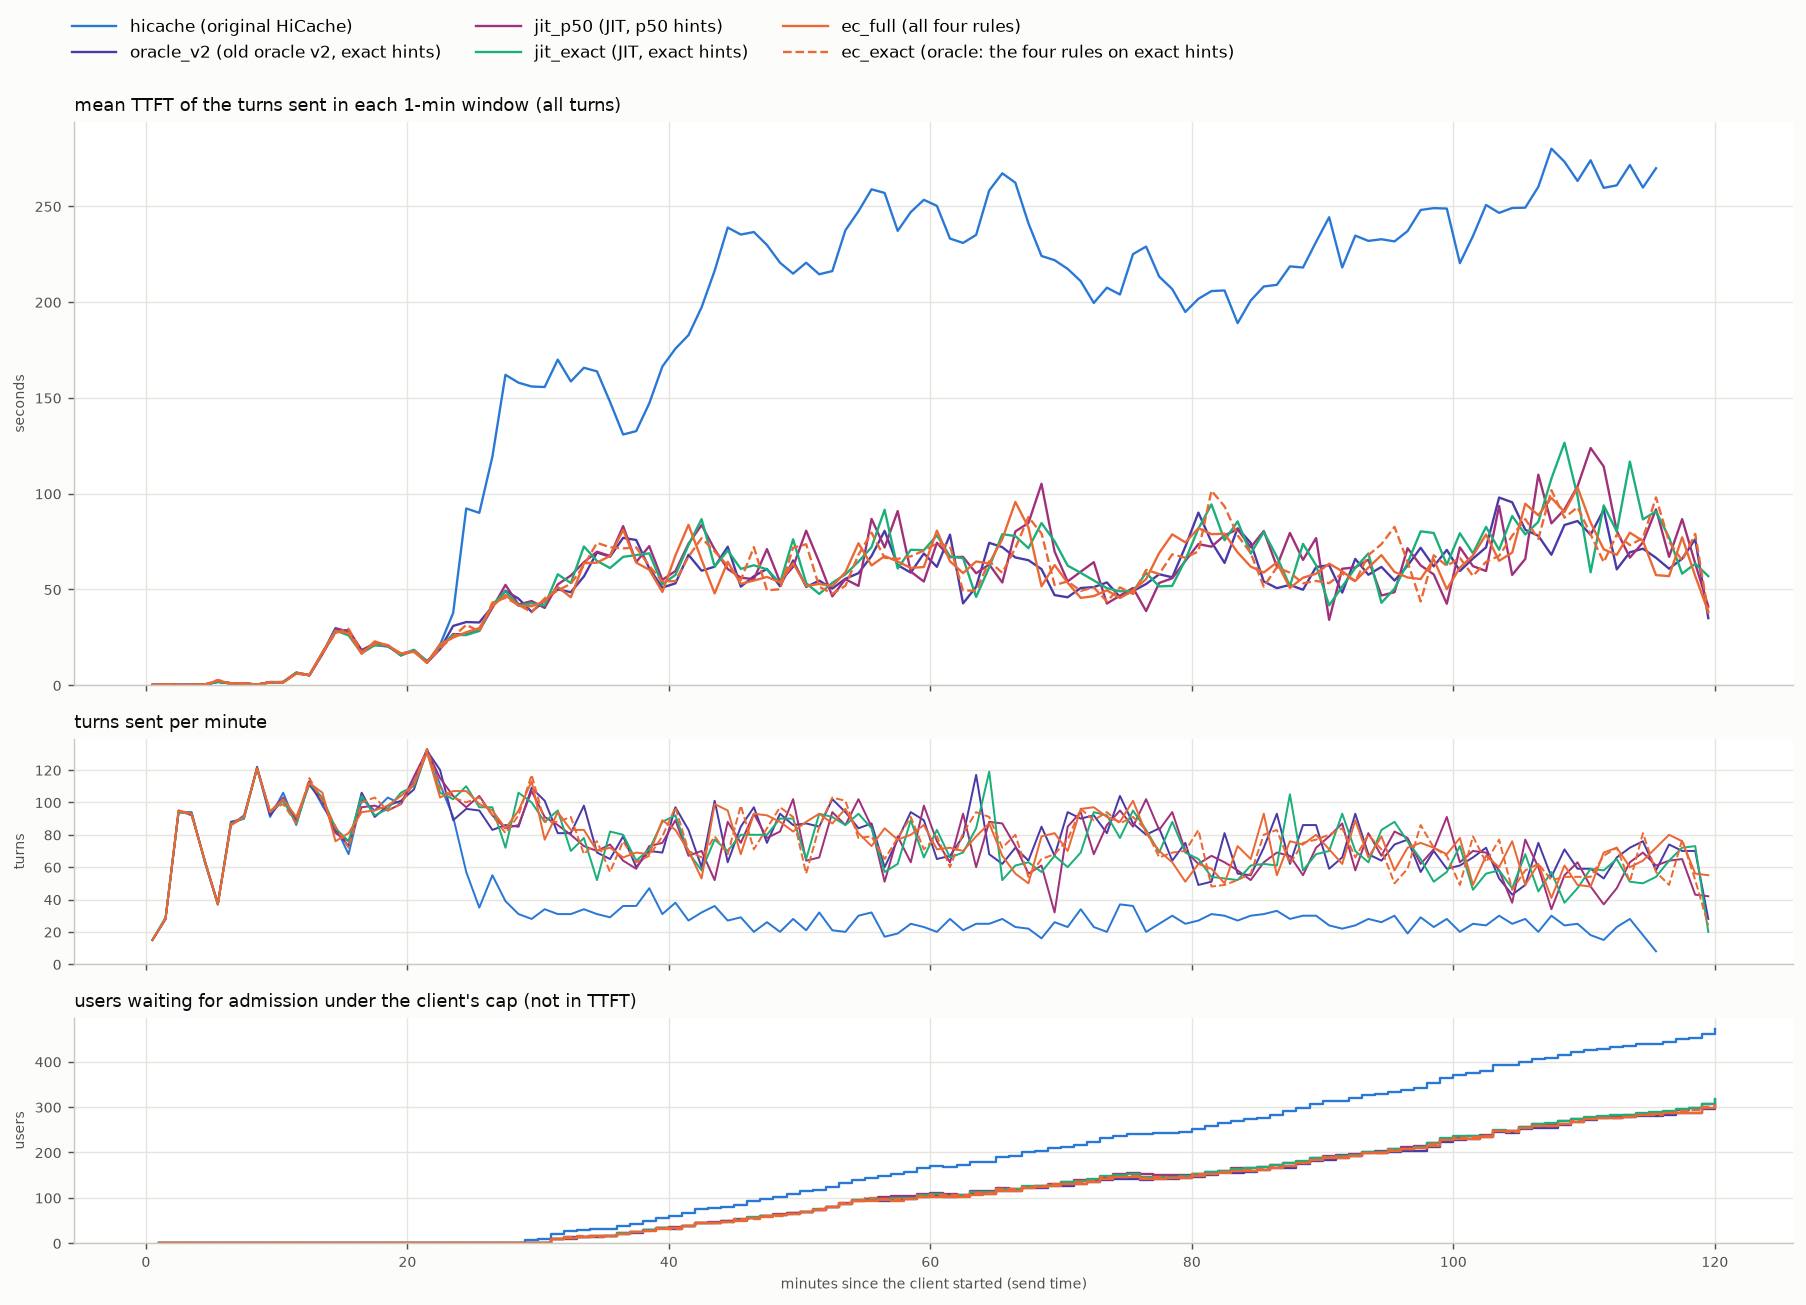 hicache (original HiCache)
oracle_v2 (old oracle v2, exact hints)
jit_p50 (JIT, p50 hints)
jit_exact (JIT, exact hints)
ec_full (all four rules)
ec_exact (oracle: the four rules on exact hints)
mean TTFT of the turns sent in each 1-min window (all turns)
250
200
150
100
50
0
seconds
turns sent per minute
120
100
80
60
40
20
0
turns
users waiting for admission under the client's cap (not in TTFT)
400
300
200
100
0
users
0
20
40
60
80
100
120
minutes since the client started (send time)